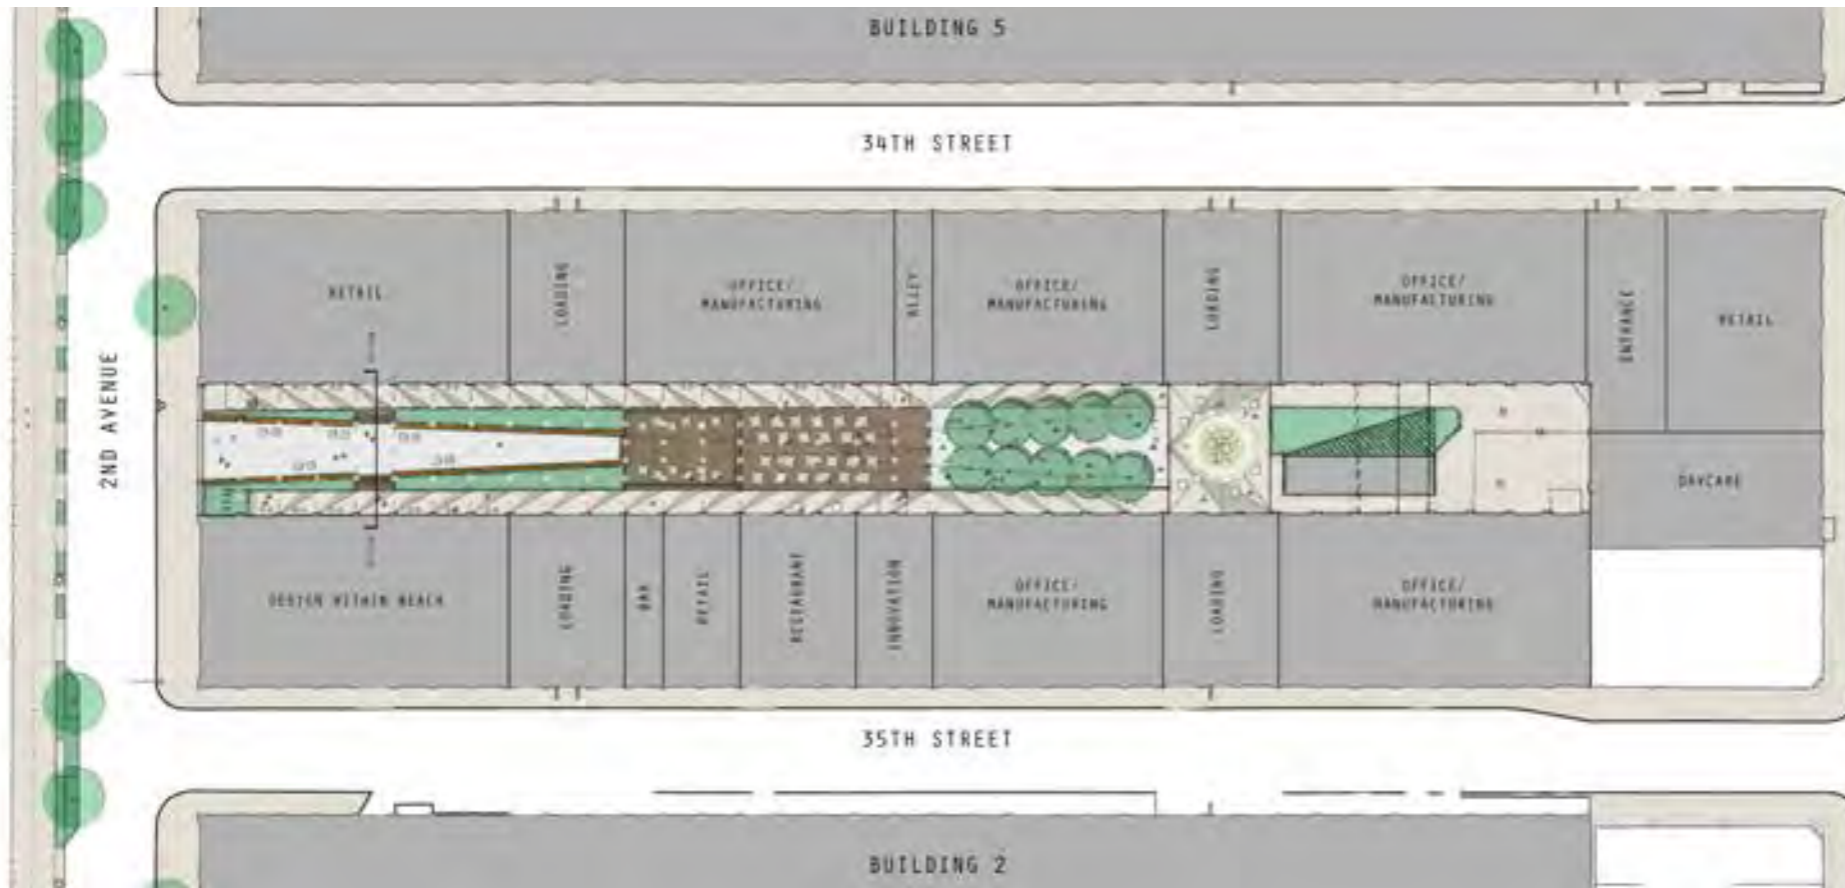 BUILDING 5
34TH STREET
2ND AVENUE
RETAIL
LOADING
OFFICE/
MANUFACTURING
ALLEY
OFFICE/
MANUFACTURING
LOADING
OFFICE/
MANUFACTURING
ENTRANCE
RETAIL
DAYCARE
DESIGN WITHIN REACH
LOADING
BAR
RETAIL
RESTAURANT
INNOVATION
OFFICE/
MANUFACTURING
LOADING
OFFICE/
MANUFACTURING
35TH STREET
BUILDING 2